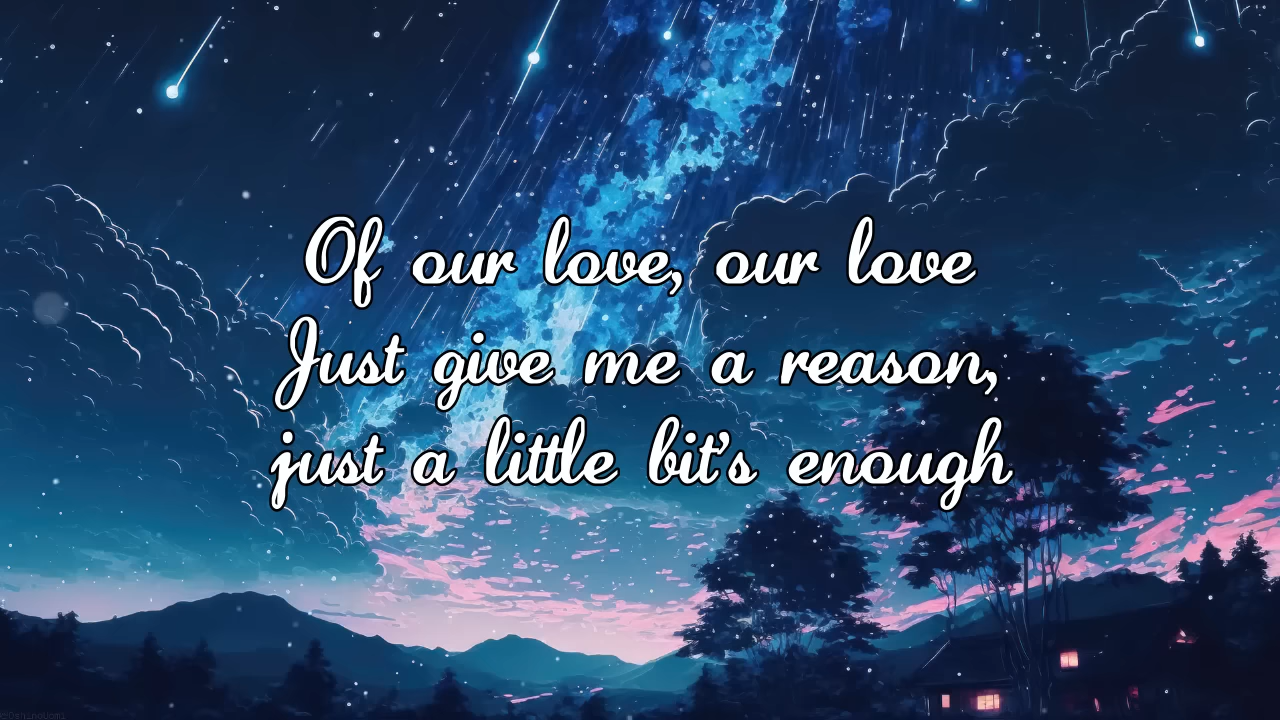 Of our love, our love
Just give me a reason,
just a little bit's enough